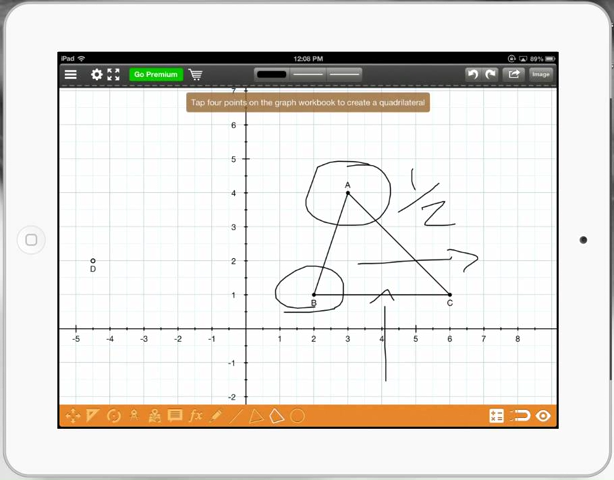 iPad 12:08 PM 89%
Go Premium Image
Tap four points on the graph workbook to create a quadrilateral
7
6
5
A
4
1/2
3
2
D
1
B C
-5 -4 -3 -2 -1 1 2 3 4 5 6 7 8
-1
-2
fx